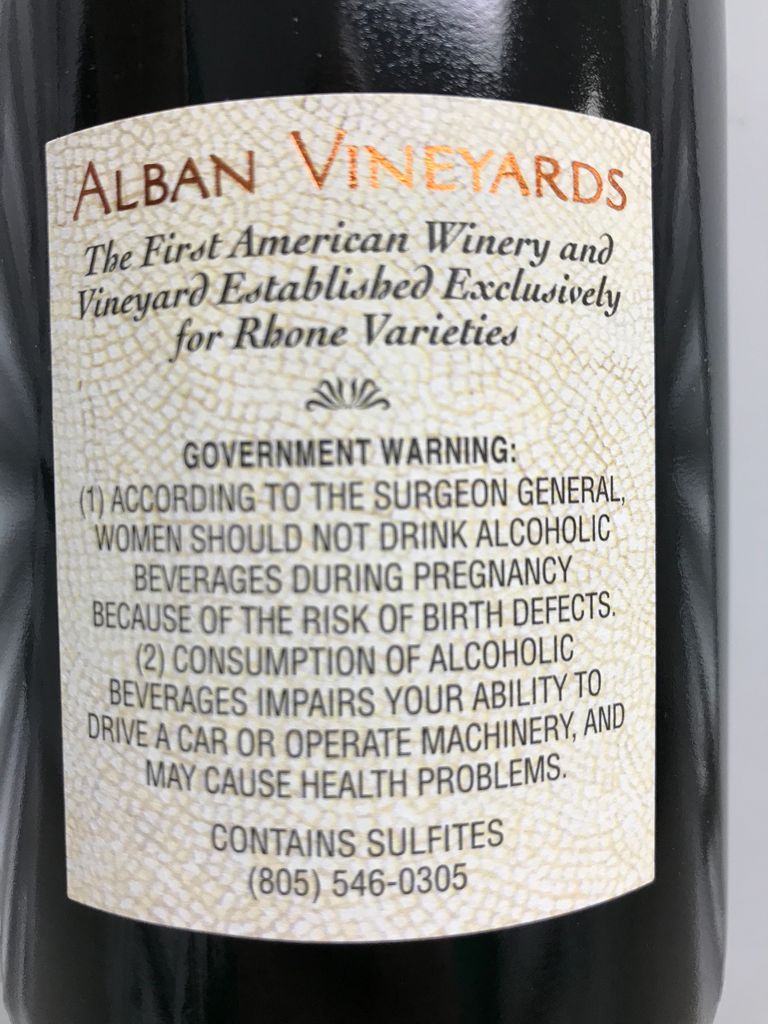 ALBAN VINEYARDS
The First American Winery and
Vineyard Established Exclusively
for Rhone Varieties
GOVERNMENT WARNING:
(1) ACCORDING TO THE SURGEON GENERAL,
WOMEN SHOULD NOT DRINK ALCOHOLIC
BEVERAGES DURING PREGNANCY
BECAUSE OF THE RISK OF BIRTH DEFECTS.
(2) CONSUMPTION OF ALCOHOLIC
BEVERAGES IMPAIRS YOUR ABILITY TO
DRIVE A CAR OR OPERATE MACHINERY, AND
MAY CAUSE HEALTH PROBLEMS.
CONTAINS SULFITES
(805) 546-0305